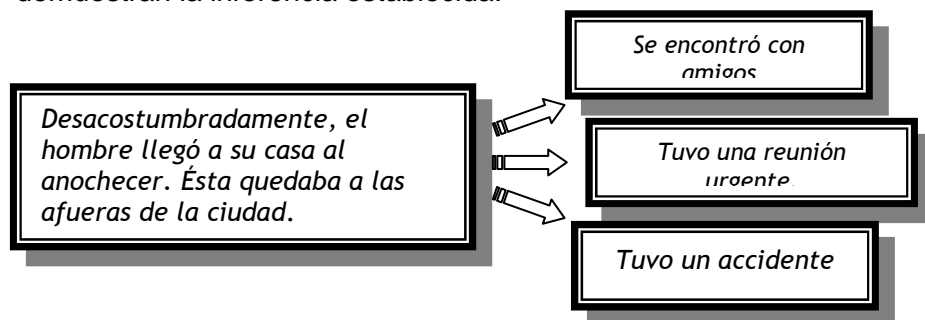 demuestran la inferencia establecida.
Se encontró con
amigos
Desacostumbradamente, el
hombre llegó a su casa al
anochecer. Ésta quedaba a las
afueras de la ciudad.
Tuvo una reunión
urgente.
Tuvo un accidente